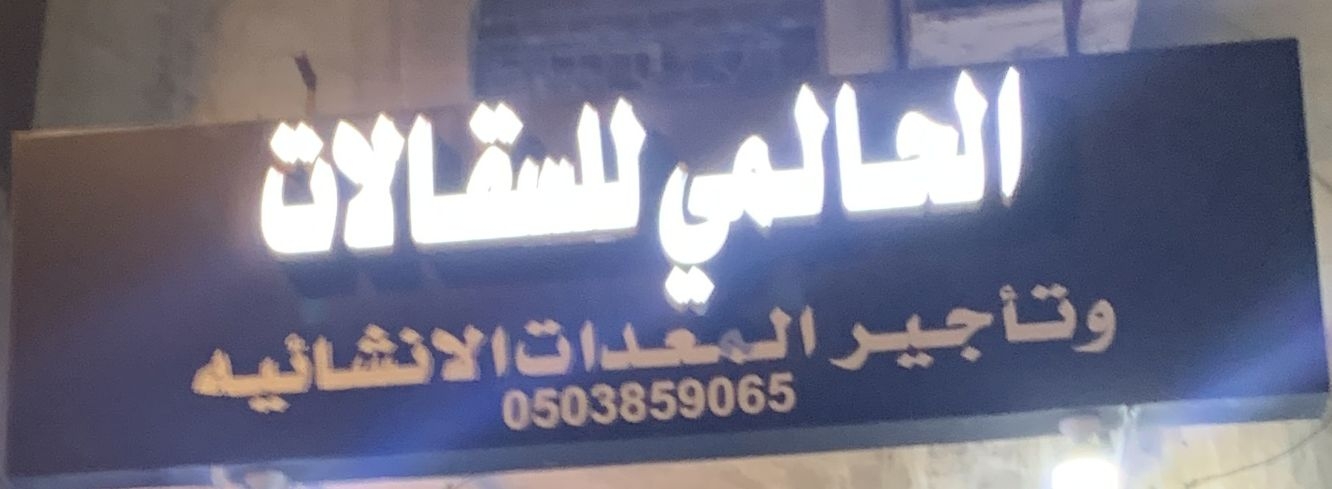 العالمي للسقالات
وتأجير المعدات الانشائيه
0503859065